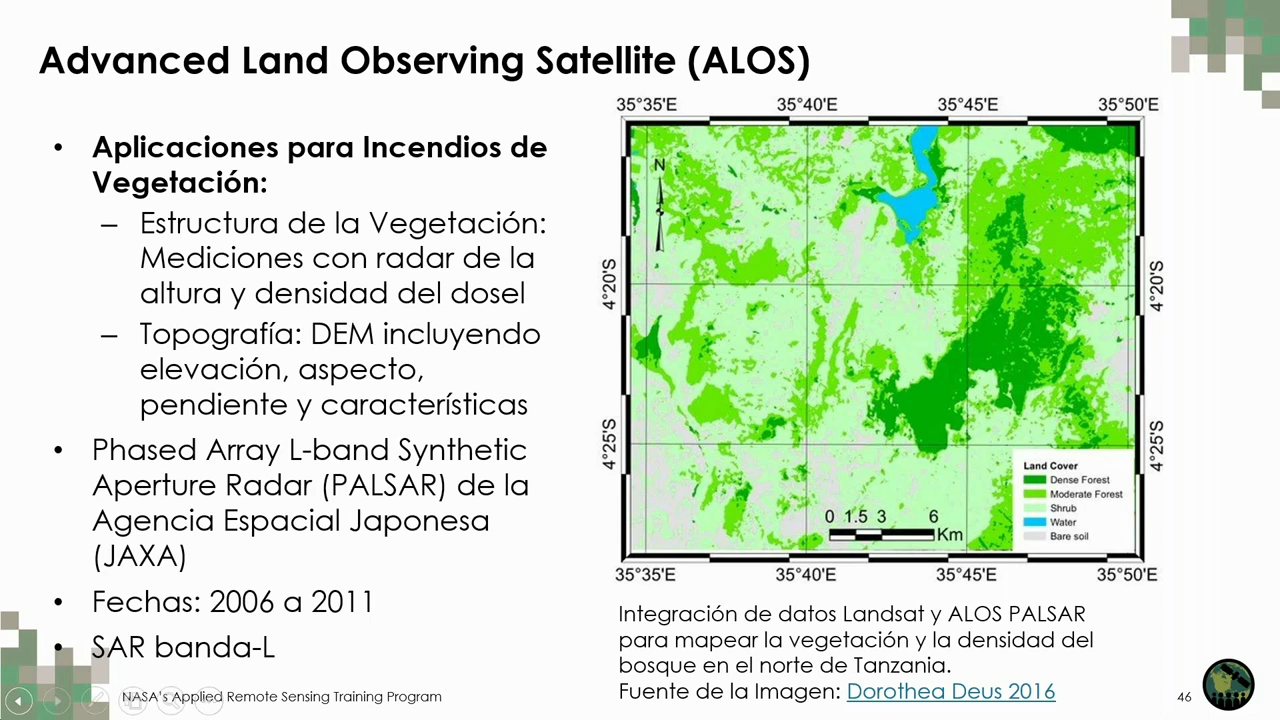 Advanced Land Observing Satellite (ALOS)
• Aplicaciones para Incendios de
Vegetación:
– Estructura de la Vegetación:
Mediciones con radar de la
altura y densidad del dosel
– Topografía: DEM incluyendo
elevación, aspecto,
pendiente y características
• Phased Array L-band Synthetic
Aperture Radar (PALSAR) de la
Agencia Espacial Japonesa
(JAXA)
• Fechas: 2006 a 2011
• SAR banda-L
35°35'E 35°40'E 35°45'E 35°50'E
N
4°20'S 4°20'S
4°25'S 4°25'S
Land Cover
Dense Forest
Moderate Forest
Shrub
Water
Bare soil
0 1.5 3 6
Km
35°35'E 35°40'E 35°45'E 35°50'E
Integración de datos Landsat y ALOS PALSAR
para mapear la vegetación y la densidad del
bosque en el norte de Tanzania.
Fuente de la Imagen: Dorothea Deus 2016
NASA's Applied Remote Sensing Training Program
46